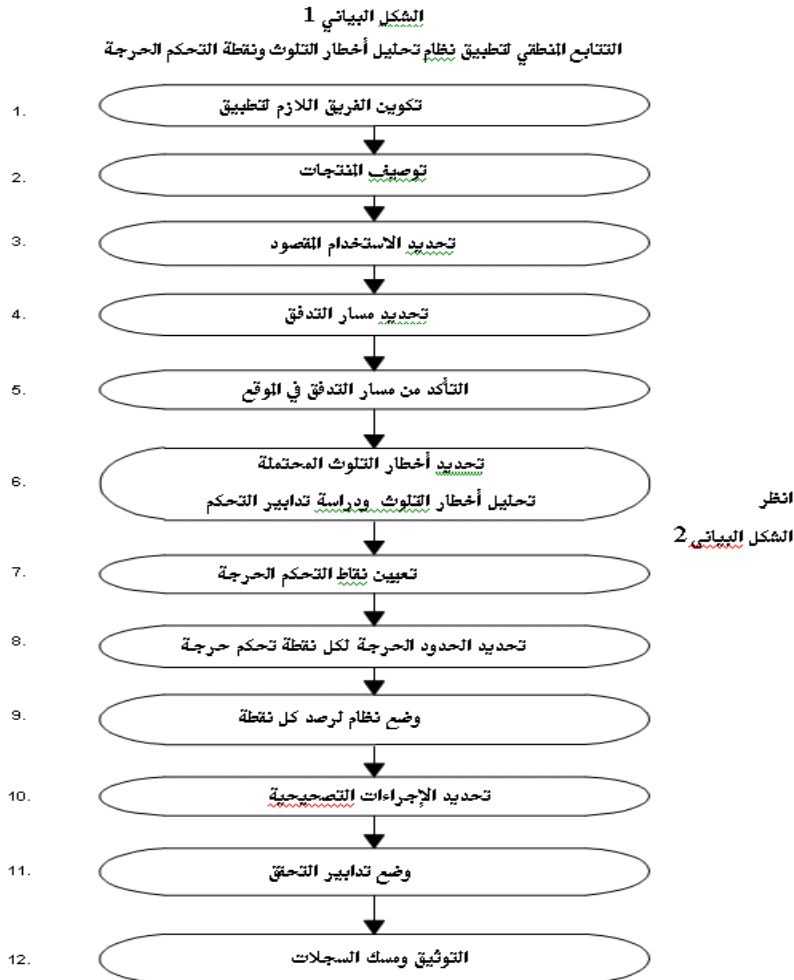 الشكل البياني 1
التتابع المنطقي لتطبيق نظام تحليل أخطار التلوث ونقطة التحكم الحرجة
1. تكوين الفريق اللازم لتطبيق
2. توصيف المنتجات
3. تحديد الاستخدام المقصود
4. تحديد مسار التدفق
5. التأكد من مسار التدفق في الموقع
6. تحديد أخطار التلوث المحتملة
تحليل أخطار التلوث ودراسة تدابير التحكم
انظر
الشكل البياني 2
7. تعيين نقاط التحكم الحرجة
8. تحديد الحدود الحرجة لكل نقطة تحكم حرجة
9. وضع نظام لرصد كل نقطة
10. تحديد الإجراءات التصحيحية
11. وضع تدابير التحقق
12. التوثيق ومسك السجلات